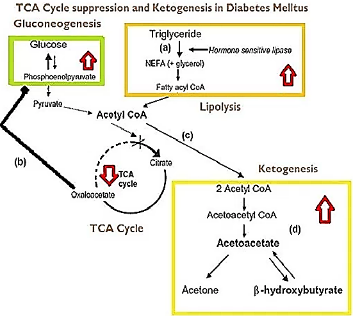 TCA Cycle suppression and Ketogenesis in Diabetes Melltus
Gluconeogenesis
Glucose
Phosphoenolpyruvate
Pyruvate
Triglyceride
(a)
Hormone sensitive lipase
NEFA (+ glycerol)
Fatty acyl CoA
Lipolysis
Acetyl CoA
(c)
(b)
Citrate
TCA
cycle
Oxaloacetate
TCA Cycle
Ketogenesis
2 Acetyl CoA
Acetoacetyl CoA
Acetoacetate
(d)
Acetone
β-hydroxybutyrate